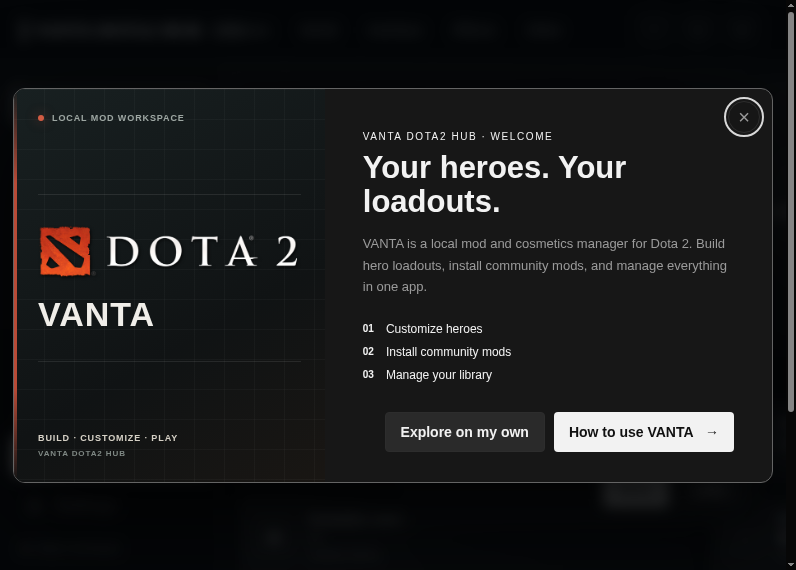 LOCAL MOD WORKSPACE
DOTA 2
VANTA
BUILD · CUSTOMIZE · PLAY
VANTA DOTA2 HUB
VANTA DOTA2 HUB · WELCOME
Your heroes. Your
loadouts.
VANTA is a local mod and cosmetics manager for Dota 2. Build
hero loadouts, install community mods, and manage everything
in one app.
01 Customize heroes
02 Install community mods
03 Manage your library
Explore on my own
How to use VANTA →